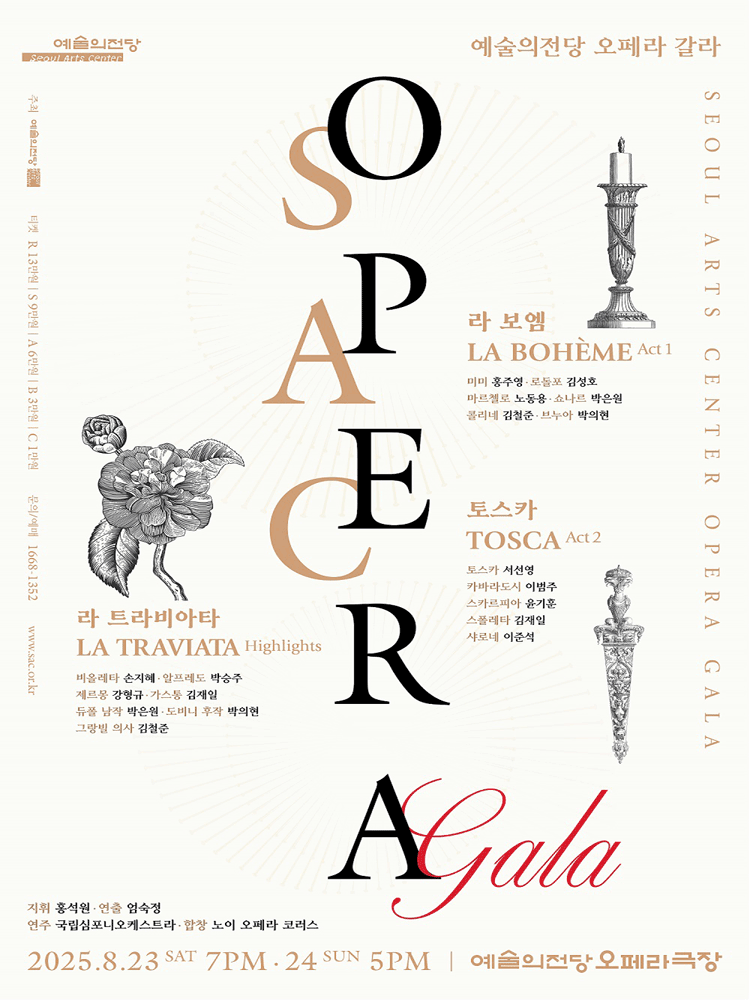 예술의전당
Seoul Arts Center
예술의전당 오페라 갈라
주최 예술의전당
티켓 R 13만원 | S 9만원 | A 6만원 | B 3만원 | C 1만원
문의/예매 1668-1352
www.sac.or.kr
SAC
OPERA
Gala
SEOUL ARTS CENTER OPERA GALA
라 보엠
LA BOHÈME Act 1
미미 홍주영·로돌포 김성호
마르첼로 노동용·쇼나르 박은원
콜리네 김철준·브누아 박의현
토스카
TOSCA Act 2
토스카 서선영
카바라도시 이범주
스카르피아 윤기훈
스폴레타 김재일
샤로네 이준석
라 트라비아타
LA TRAVIATA Highlights
비올레타 손지혜·알프레도 박승주
제르몽 강형규·가스통 김재일
듀폴 남작 박은원·도비니 후작 박의현
그랑빌 의사 김철준
지휘 홍석원·연출 엄숙정
연주 국립심포니오케스트라·합창 노이 오페라 코러스
2025.8.23 SAT 7PM · 24 SUN 5PM | 예술의전당 오페라극장